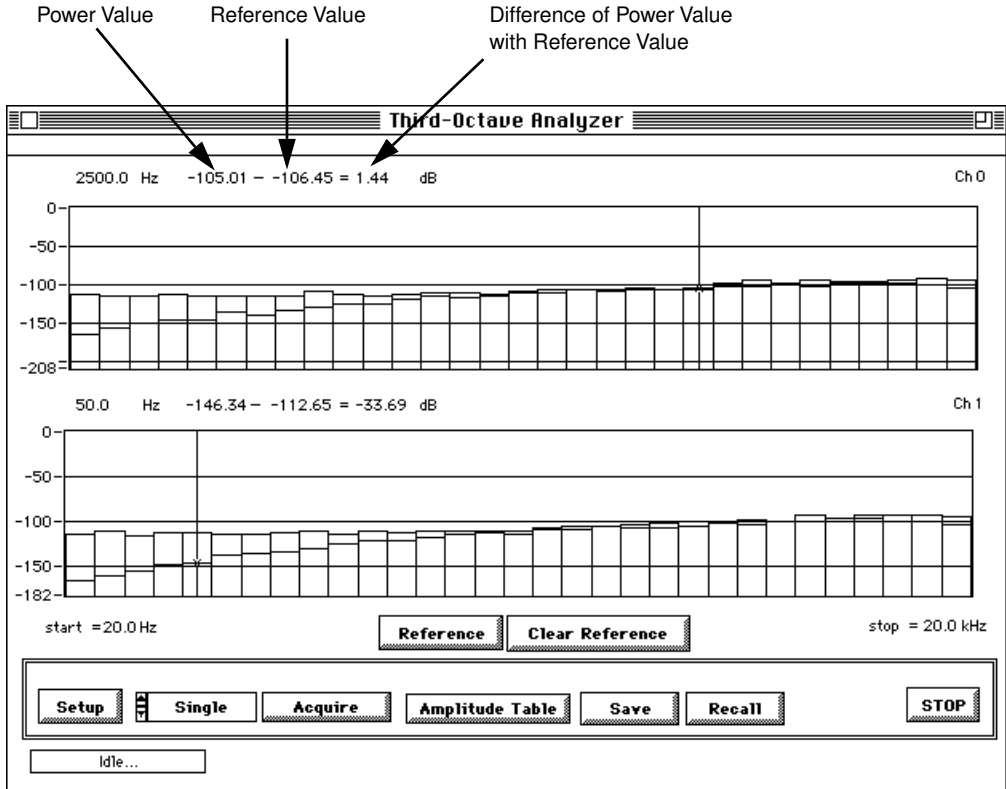 Power Value Reference Value Difference of Power Value
with Reference Value
Third-Octave Analyzer
2500.0 Hz -105.01 - -106.45 = 1.44 dB Ch 0
0
-50
-100
-150
-208
50.0 Hz -146.34 - -112.65 = -33.69 dB Ch 1
0
-50
-100
-150
-182
start =20.0 Hz Reference Clear Reference stop = 20.0 kHz
Setup Single Acquire Amplitude Table Save Recall STOP
Idle...